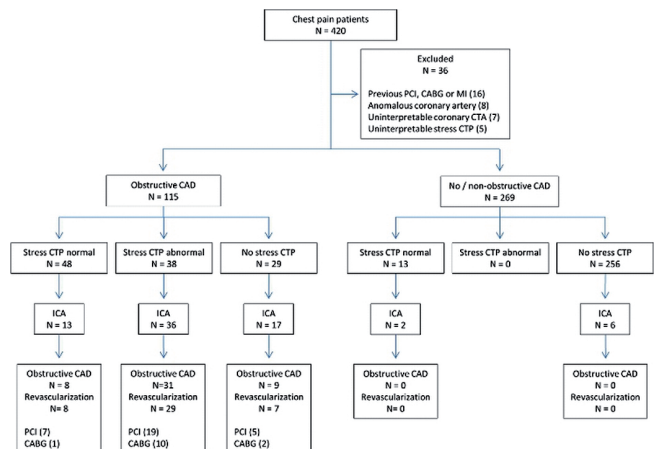 Chest pain patients
N = 420
Excluded
N = 36
Previous PCI, CABG or MI (16)
Anomalous coronary artery (8)
Uninterpretable coronary CTA (7)
Uninterpretable stress CTP (5)
Obstructive CAD
N = 115
No / non-obstructive CAD
N = 269
Stress CTP normal
N = 48
Stress CTP abnormal
N = 38
No stress CTP
N = 29
Stress CTP normal
N = 13
Stress CTP abnormal
N = 0
No stress CTP
N = 256
ICA
N = 13
ICA
N = 36
ICA
N = 17
ICA
N = 2
ICA
N = 6
Obstructive CAD
N = 8
Revascularization
N= 8
PCI (7)
CABG (1)
Obstructive CAD
N=31
Revascularization
N = 29
PCI (19)
CABG (10)
Obstructive CAD
N = 9
Revascularization
N = 7
PCI (5)
CABG (2)
Obstructive CAD
N = 0
Revascularization
N= 0
Obstructive CAD
N = 0
Revascularization
N = 0